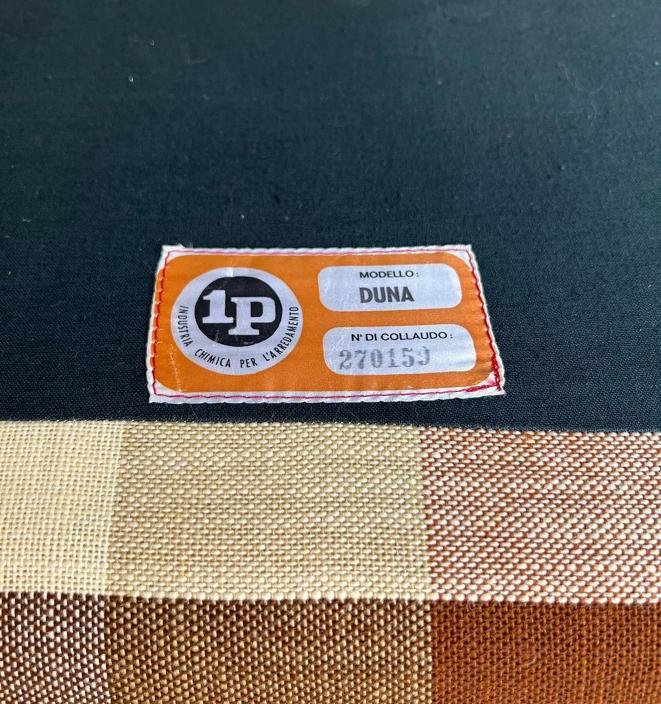 1P
INDUSTRIA CHIMICA PER L'ARREDAMENTO
MODELLO:
DUNA
N° DI COLLAUDO: